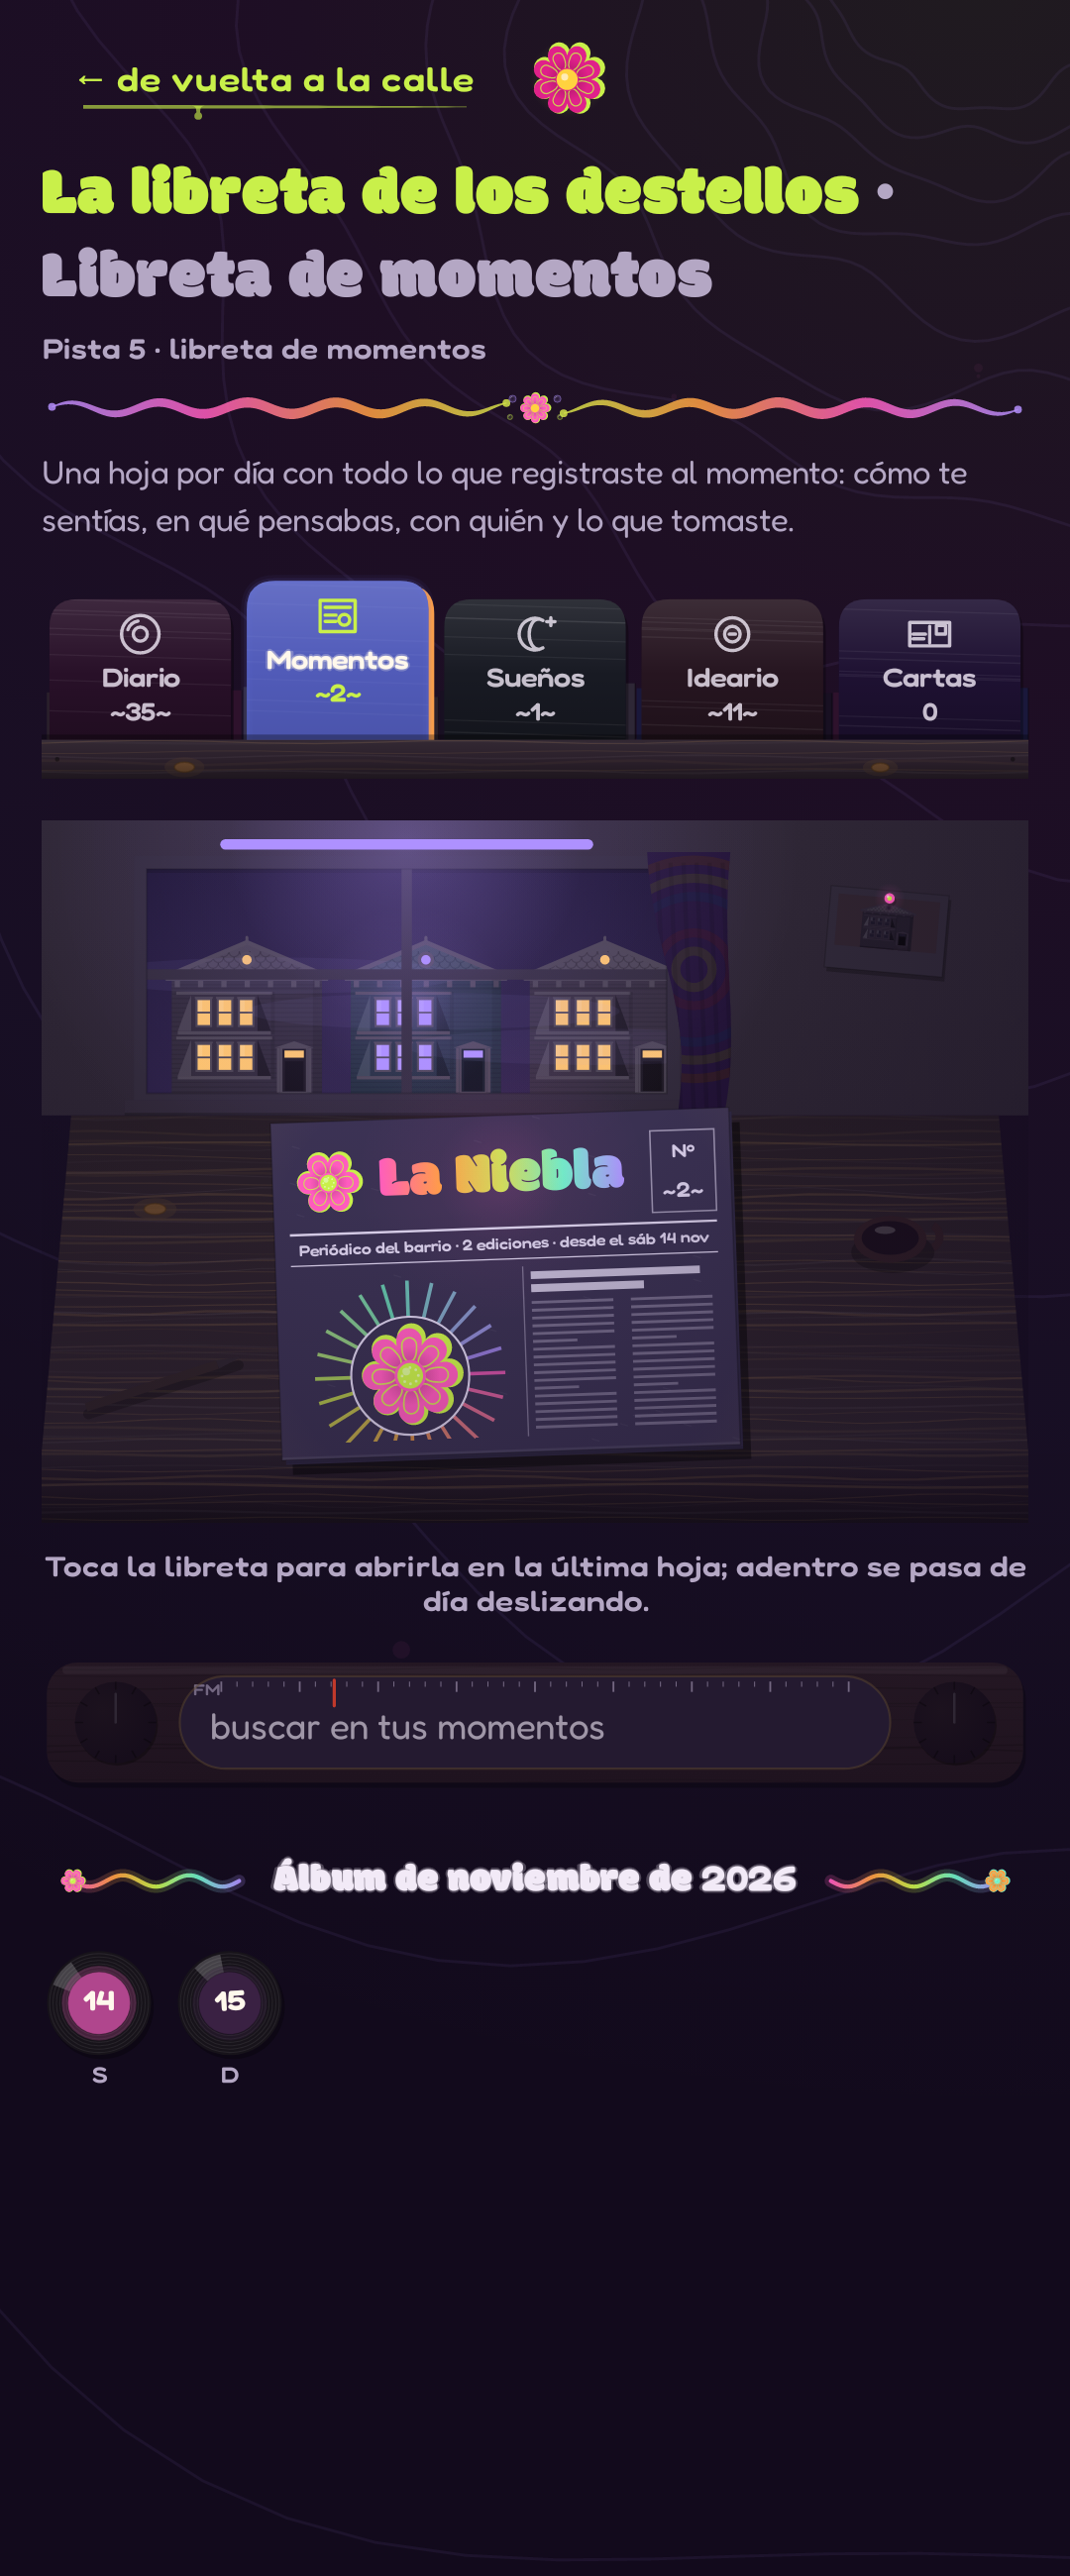 ← de vuelta a la calle
La libreta de los destellos ·
Libreta de momentos
Pista 5 · libreta de momentos
Una hoja por día con todo lo que registraste al momento: cómo te
sentías, en qué pensabas, con quién y lo que tomaste.
Diario
~35~
Momentos
~2~
Sueños
~1~
Ideario
~11~
Cartas
0
La Niebla
Nº
~2~
Periódico del barrio · 2 ediciones · desde el sáb 14 nov
Toca la libreta para abrirla en la última hoja; adentro se pasa de
día deslizando.
FM
buscar en tus momentos
Álbum de noviembre de 2026
14
15
S
D